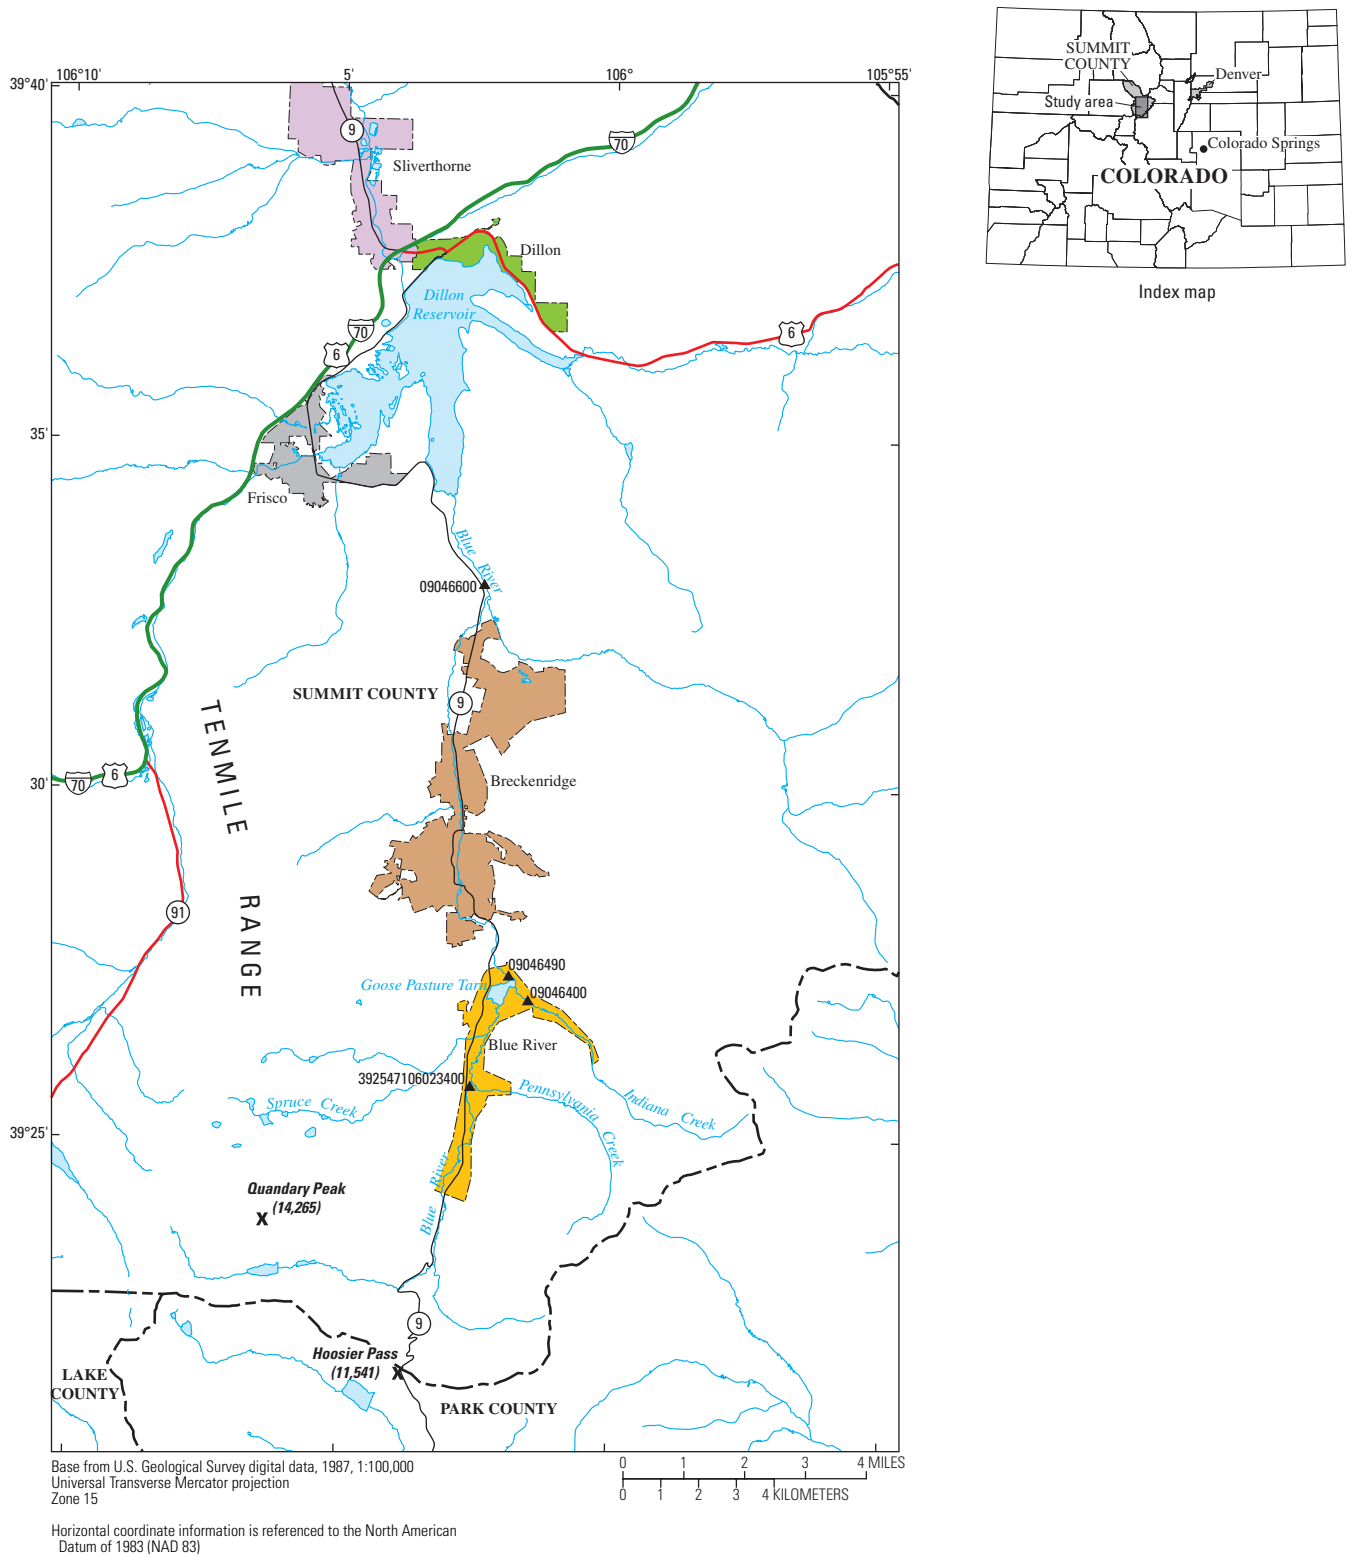 106°10'
5'
106°
105°55'
39°40'
9
70
Sliverthorne
Dillon
Dillon
Reservoir
70
6
6
35'
Frisco
Blue River
09046600
SUMMIT COUNTY
9
TENMILE RANGE
Breckenridge
30'
70
6
91
09046490
Goose Pasture Tarn
09046400
Blue River
392547106023400
Pennsylvania Creek
Indiana Creek
Spruce Creek
39°25'
Blue River
Quandary Peak
(14,265)
X
9
Hoosier Pass
(11,541)
X
LAKE
COUNTY
PARK COUNTY
Base from U.S. Geological Survey digital data, 1987, 1:100,000
Universal Transverse Mercator projection
Zone 15
Horizontal coordinate information is referenced to the North American
Datum of 1983 (NAD 83)
0 1 2 3 4 MILES
0 1 2 3 4 KILOMETERS
SUMMIT
COUNTY
Denver
Study area
Colorado Springs
COLORADO
Index map